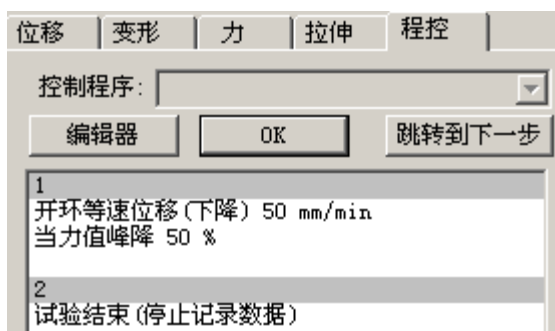 位移 变形 力 拉伸 程控
控制程序:
编辑器 OK 跳转到下一步
1
开环等速位移(下降) 50 mm/min
当力值峰降 50 %
2
试验结束(停止记录数据)